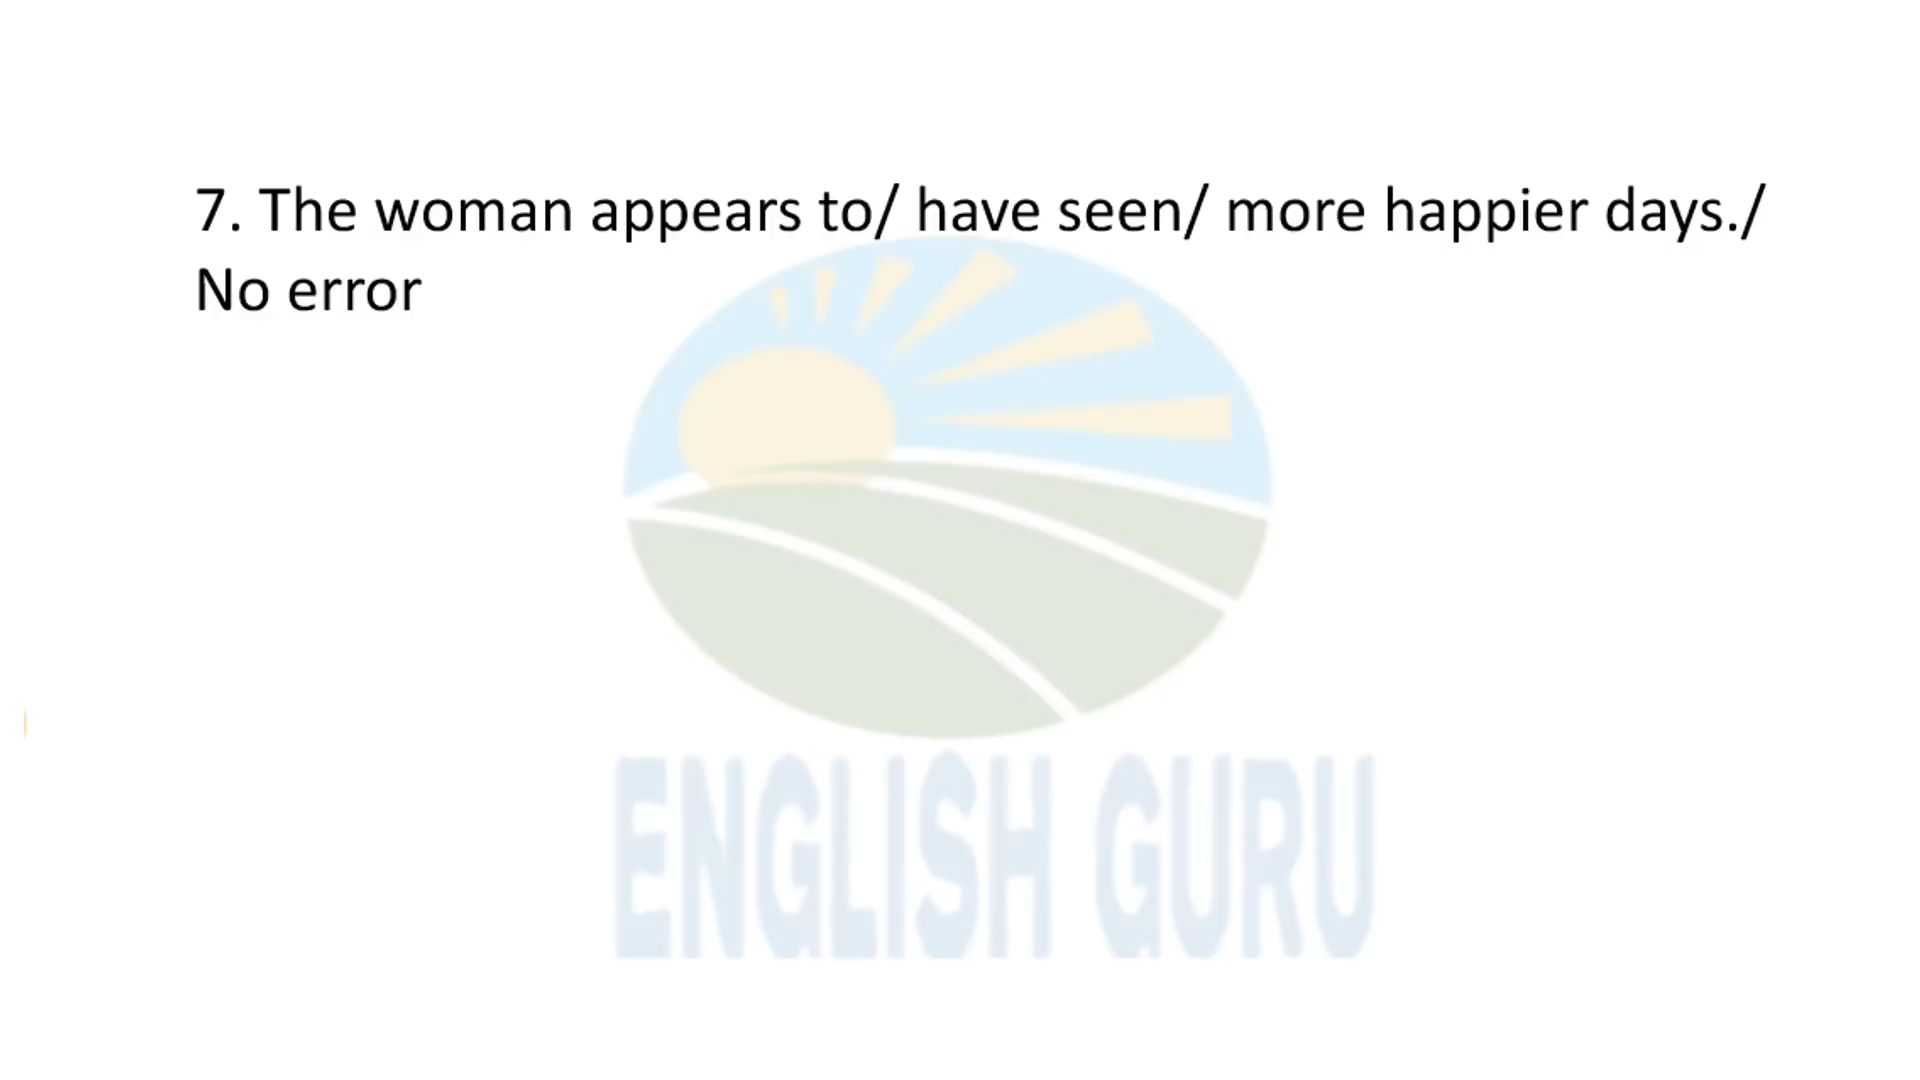 7. The woman appears to/ have seen/ more happier days./
No error
ENGLISH GURU